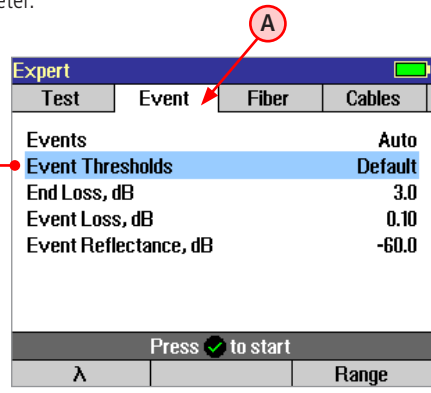 eter.
A
Expert
Test Event Fiber Cables
Events Auto
Event Thresholds Default
End Loss, dB 3.0
Event Loss, dB 0.10
Event Reflectance, dB -60.0
Press to start
λ Range